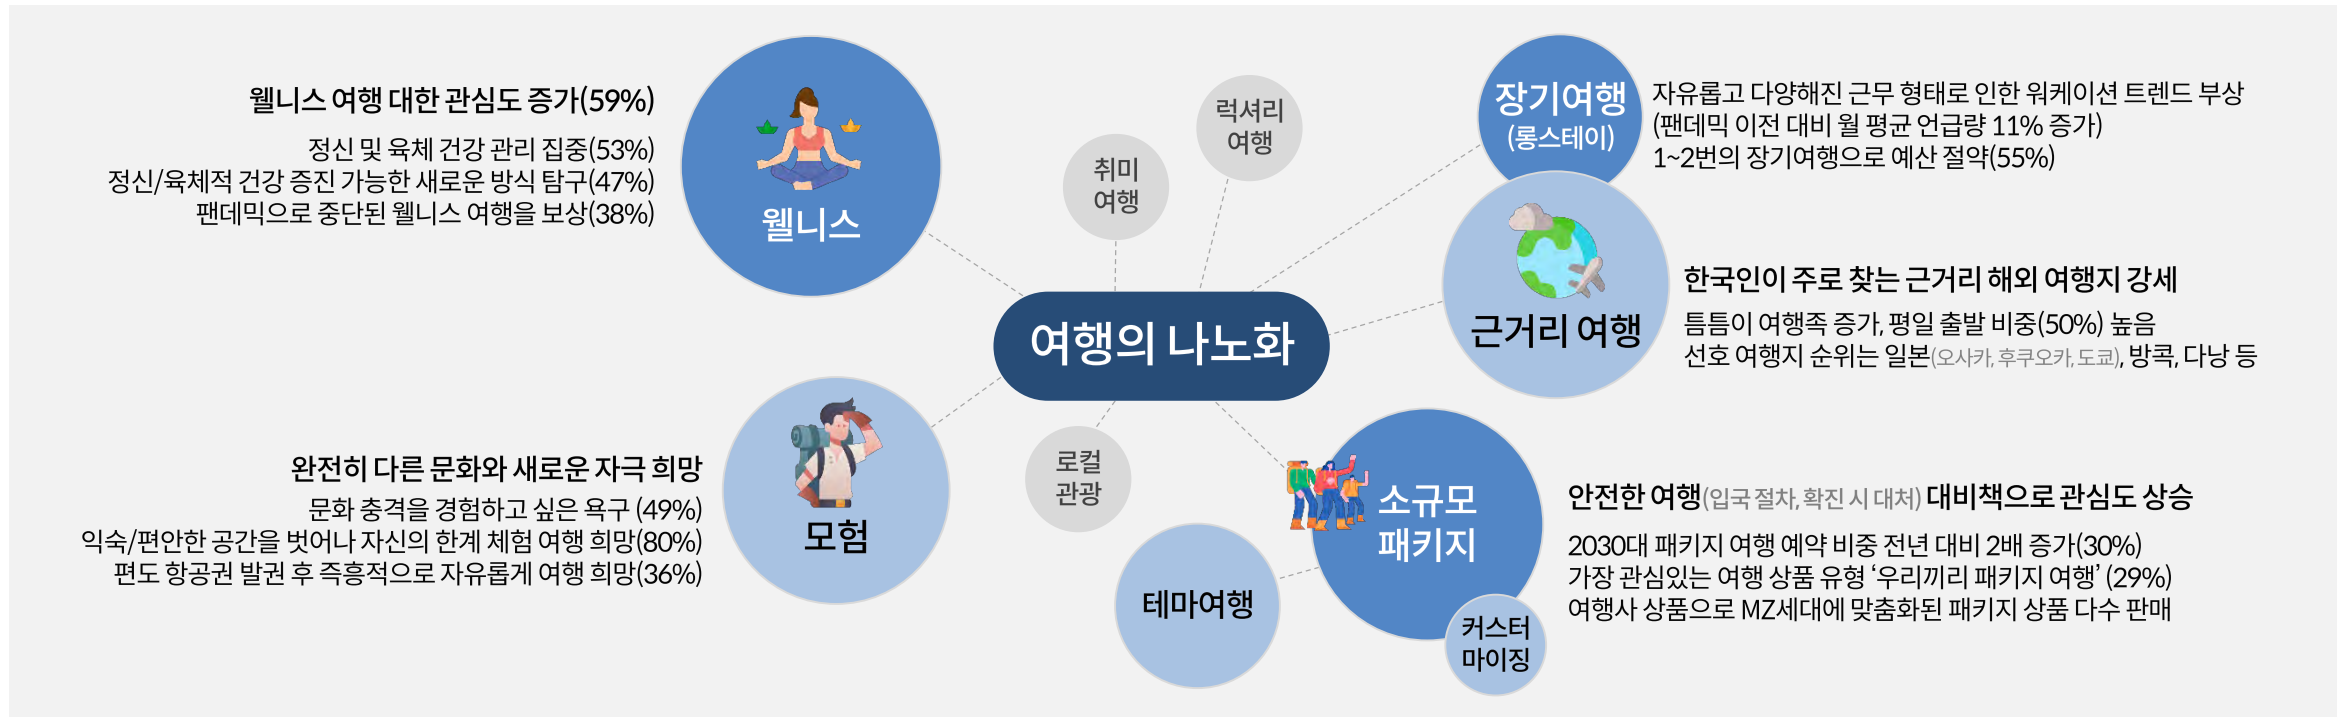 웰니스 여행 대한 관심도 증가(59%)
정신 및 육체 건강 관리 집중(53%)
정신/육체적 건강 증진 가능한 새로운 방식 탐구(47%)
팬데믹으로 중단된 웰니스 여행을 보상(38%)
웰니스
취미
여행
럭셔리
여행
장기여행
(롱스테이)
자유롭고 다양해진 근무 형태로 인한 워케이션 트렌드 부상
(팬데믹 이전 대비 월 평균 언급량 11% 증가)
1~2번의 장기여행으로 예산 절약(55%)
여행의 나노화
근거리 여행
한국인이 주로 찾는 근거리 해외 여행지 강세
틈틈이 여행족 증가, 평일 출발 비중(50%) 높음
선호 여행지 순위는 일본(오사카, 후쿠오카, 도쿄), 방콕, 다낭 등
완전히 다른 문화와 새로운 자극 희망
문화 충격을 경험하고 싶은 욕구 (49%)
익숙/편안한 공간을 벗어나 자신의 한계 체험 여행 희망(80%)
편도 항공권 발권 후 즉흥적으로 자유롭게 여행 희망(36%)
모험
로컬
관광
테마여행
소규모
패키지
커스터
마이징
안전한 여행(입국 절차, 확진 시 대처) 대비책으로 관심도 상승
2030대 패키지 여행 예약 비중 전년 대비 2배 증가(30%)
가장 관심있는 여행 상품 유형 ‘우리끼리 패키지 여행’ (29%)
여행사 상품으로 MZ세대에 맞춤화된 패키지 상품 다수 판매